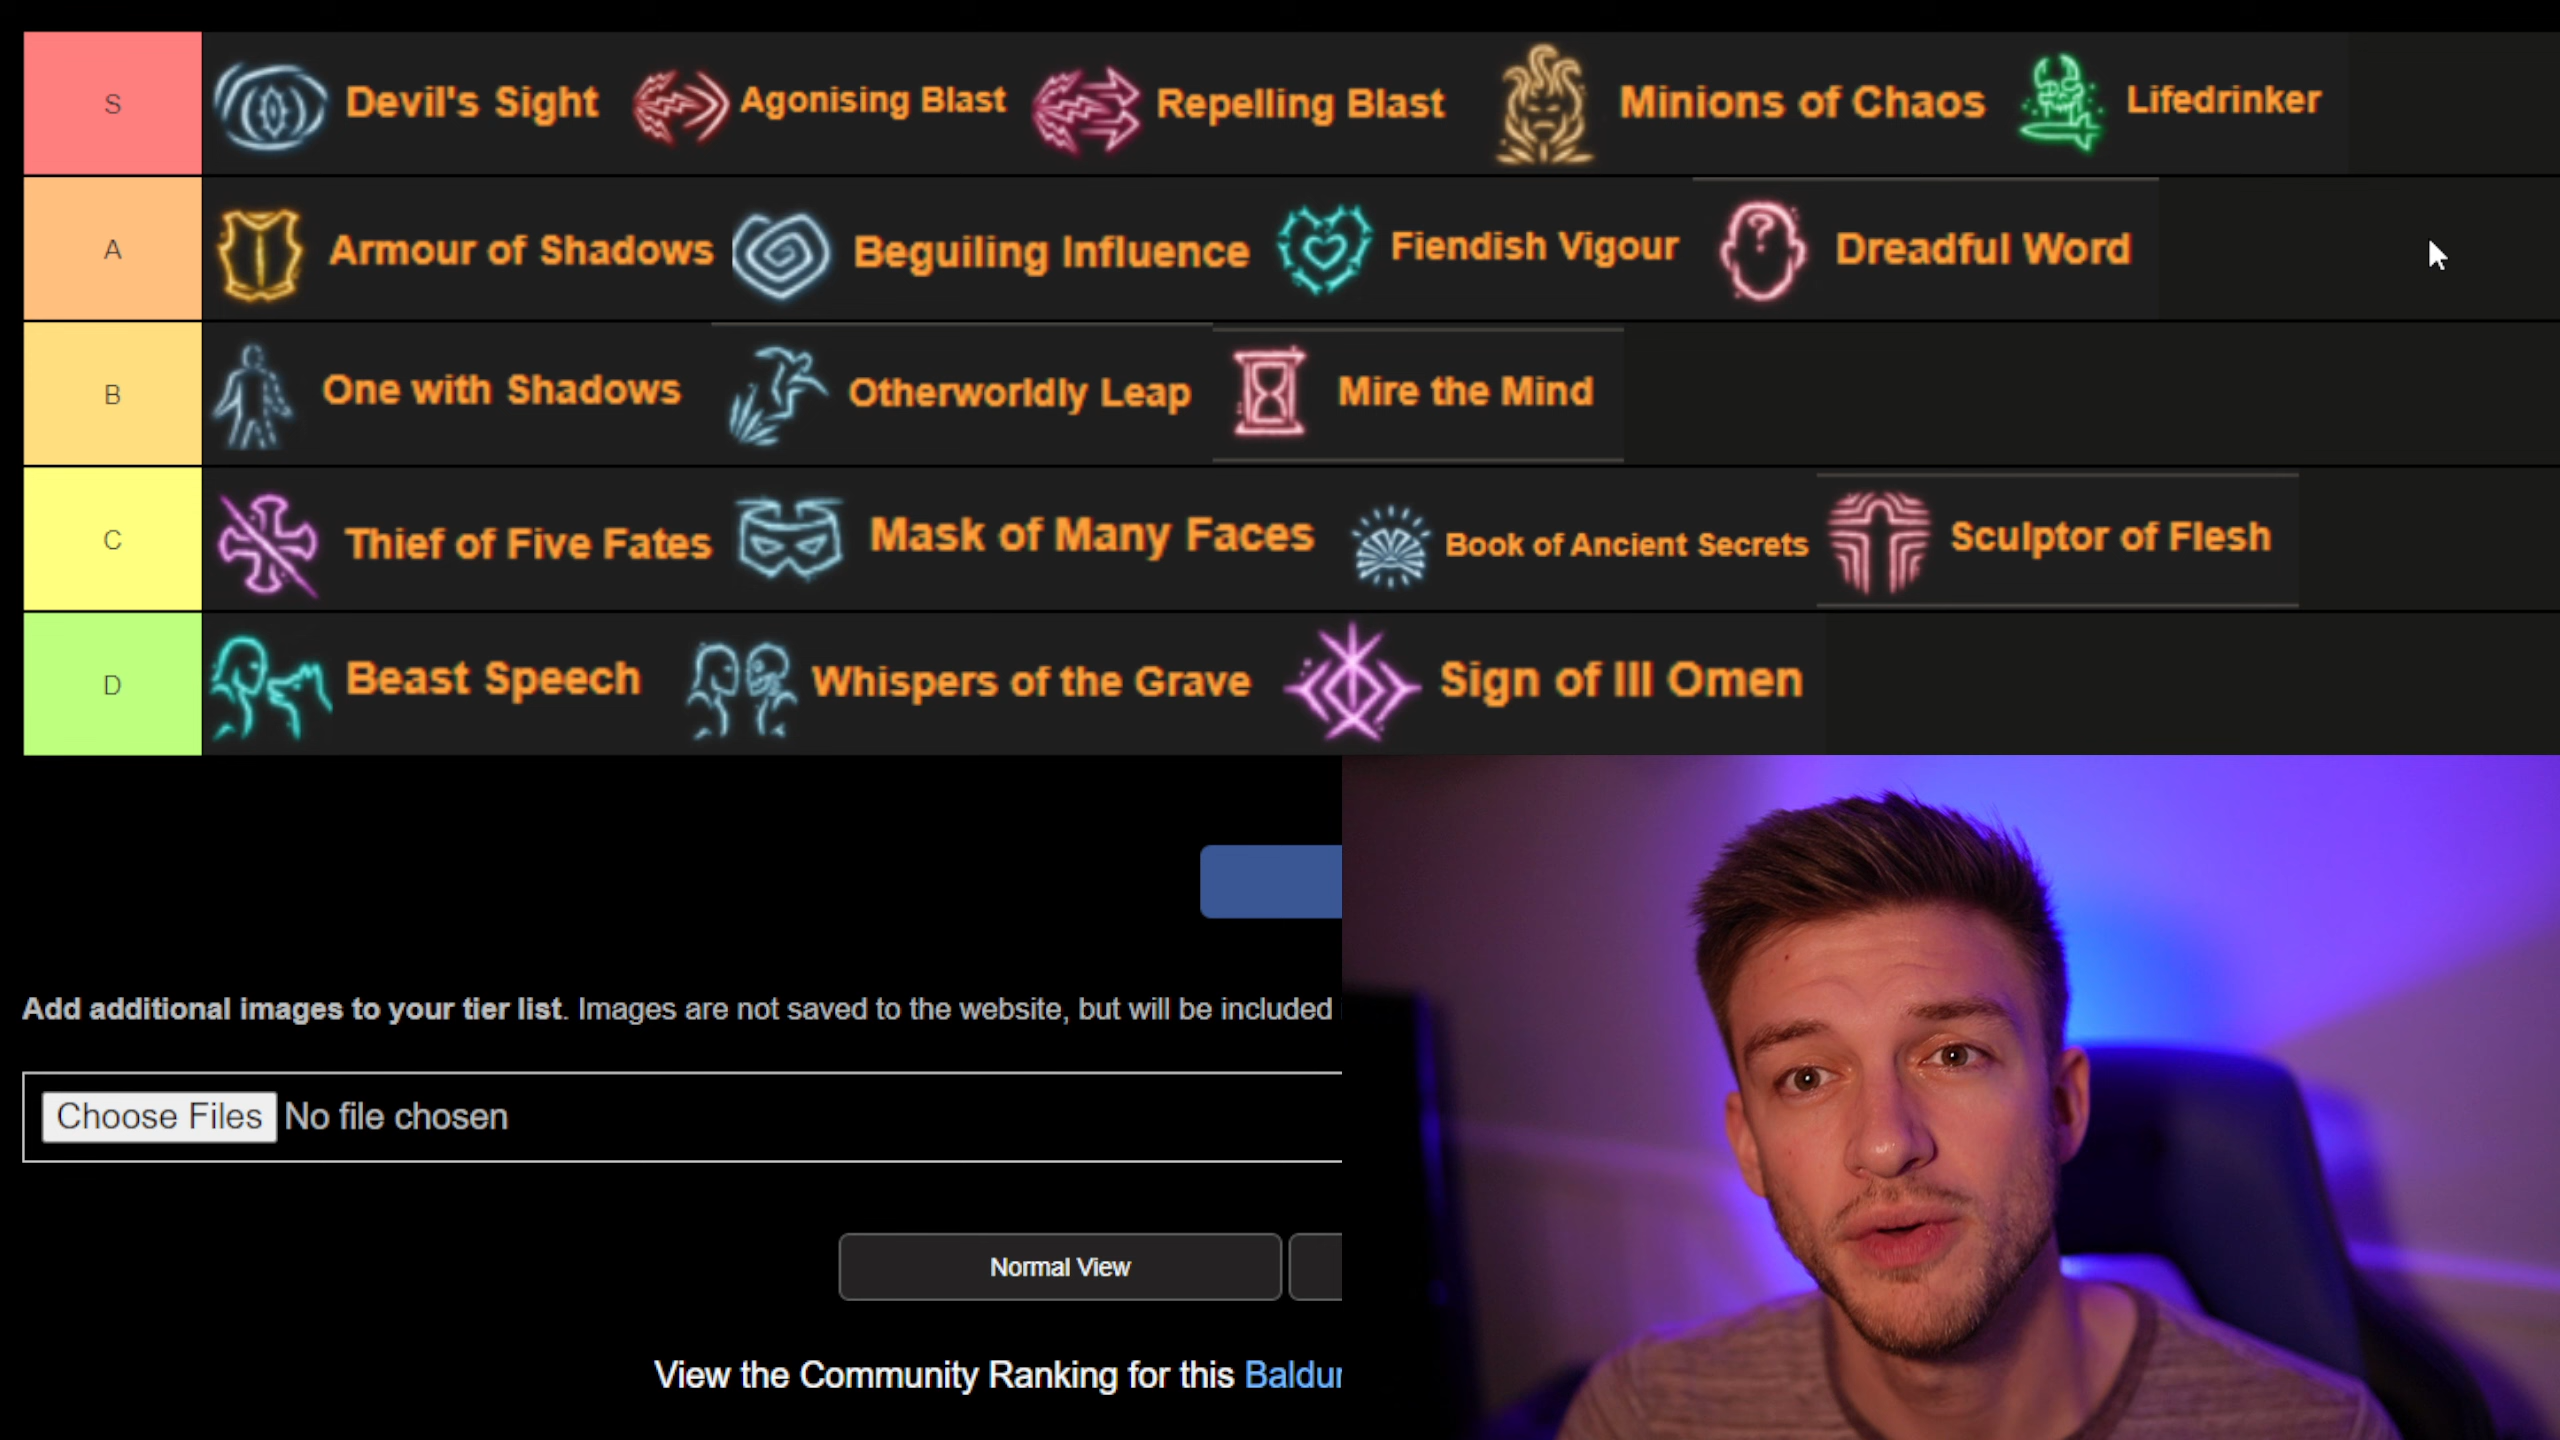 S
Devil's Sight
Agonising Blast
Repelling Blast
Minions of Chaos
Lifedrinker
A
Armour of Shadows
Beguiling Influence
Fiendish Vigour
Dreadful Word
B
One with Shadows
Otherworldly Leap
Mire the Mind
C
Thief of Five Fates
Mask of Many Faces
Book of Ancient Secrets
Sculptor of Flesh
D
Beast Speech
Whispers of the Grave
Sign of Ill Omen
Add additional images to your tier list. Images are not saved to the website, but will be included
Choose Files No file chosen
Normal View
View the Community Ranking for this Baldur